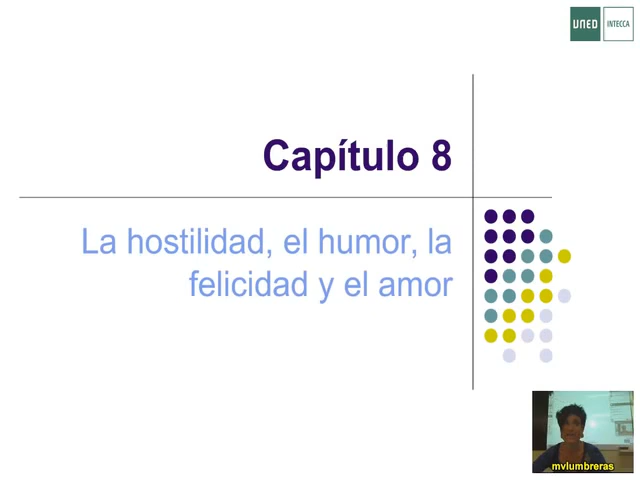 UNED INTECCA
Capítulo 8
La hostilidad, el humor, la
felicidad y el amor
mvlumbreras